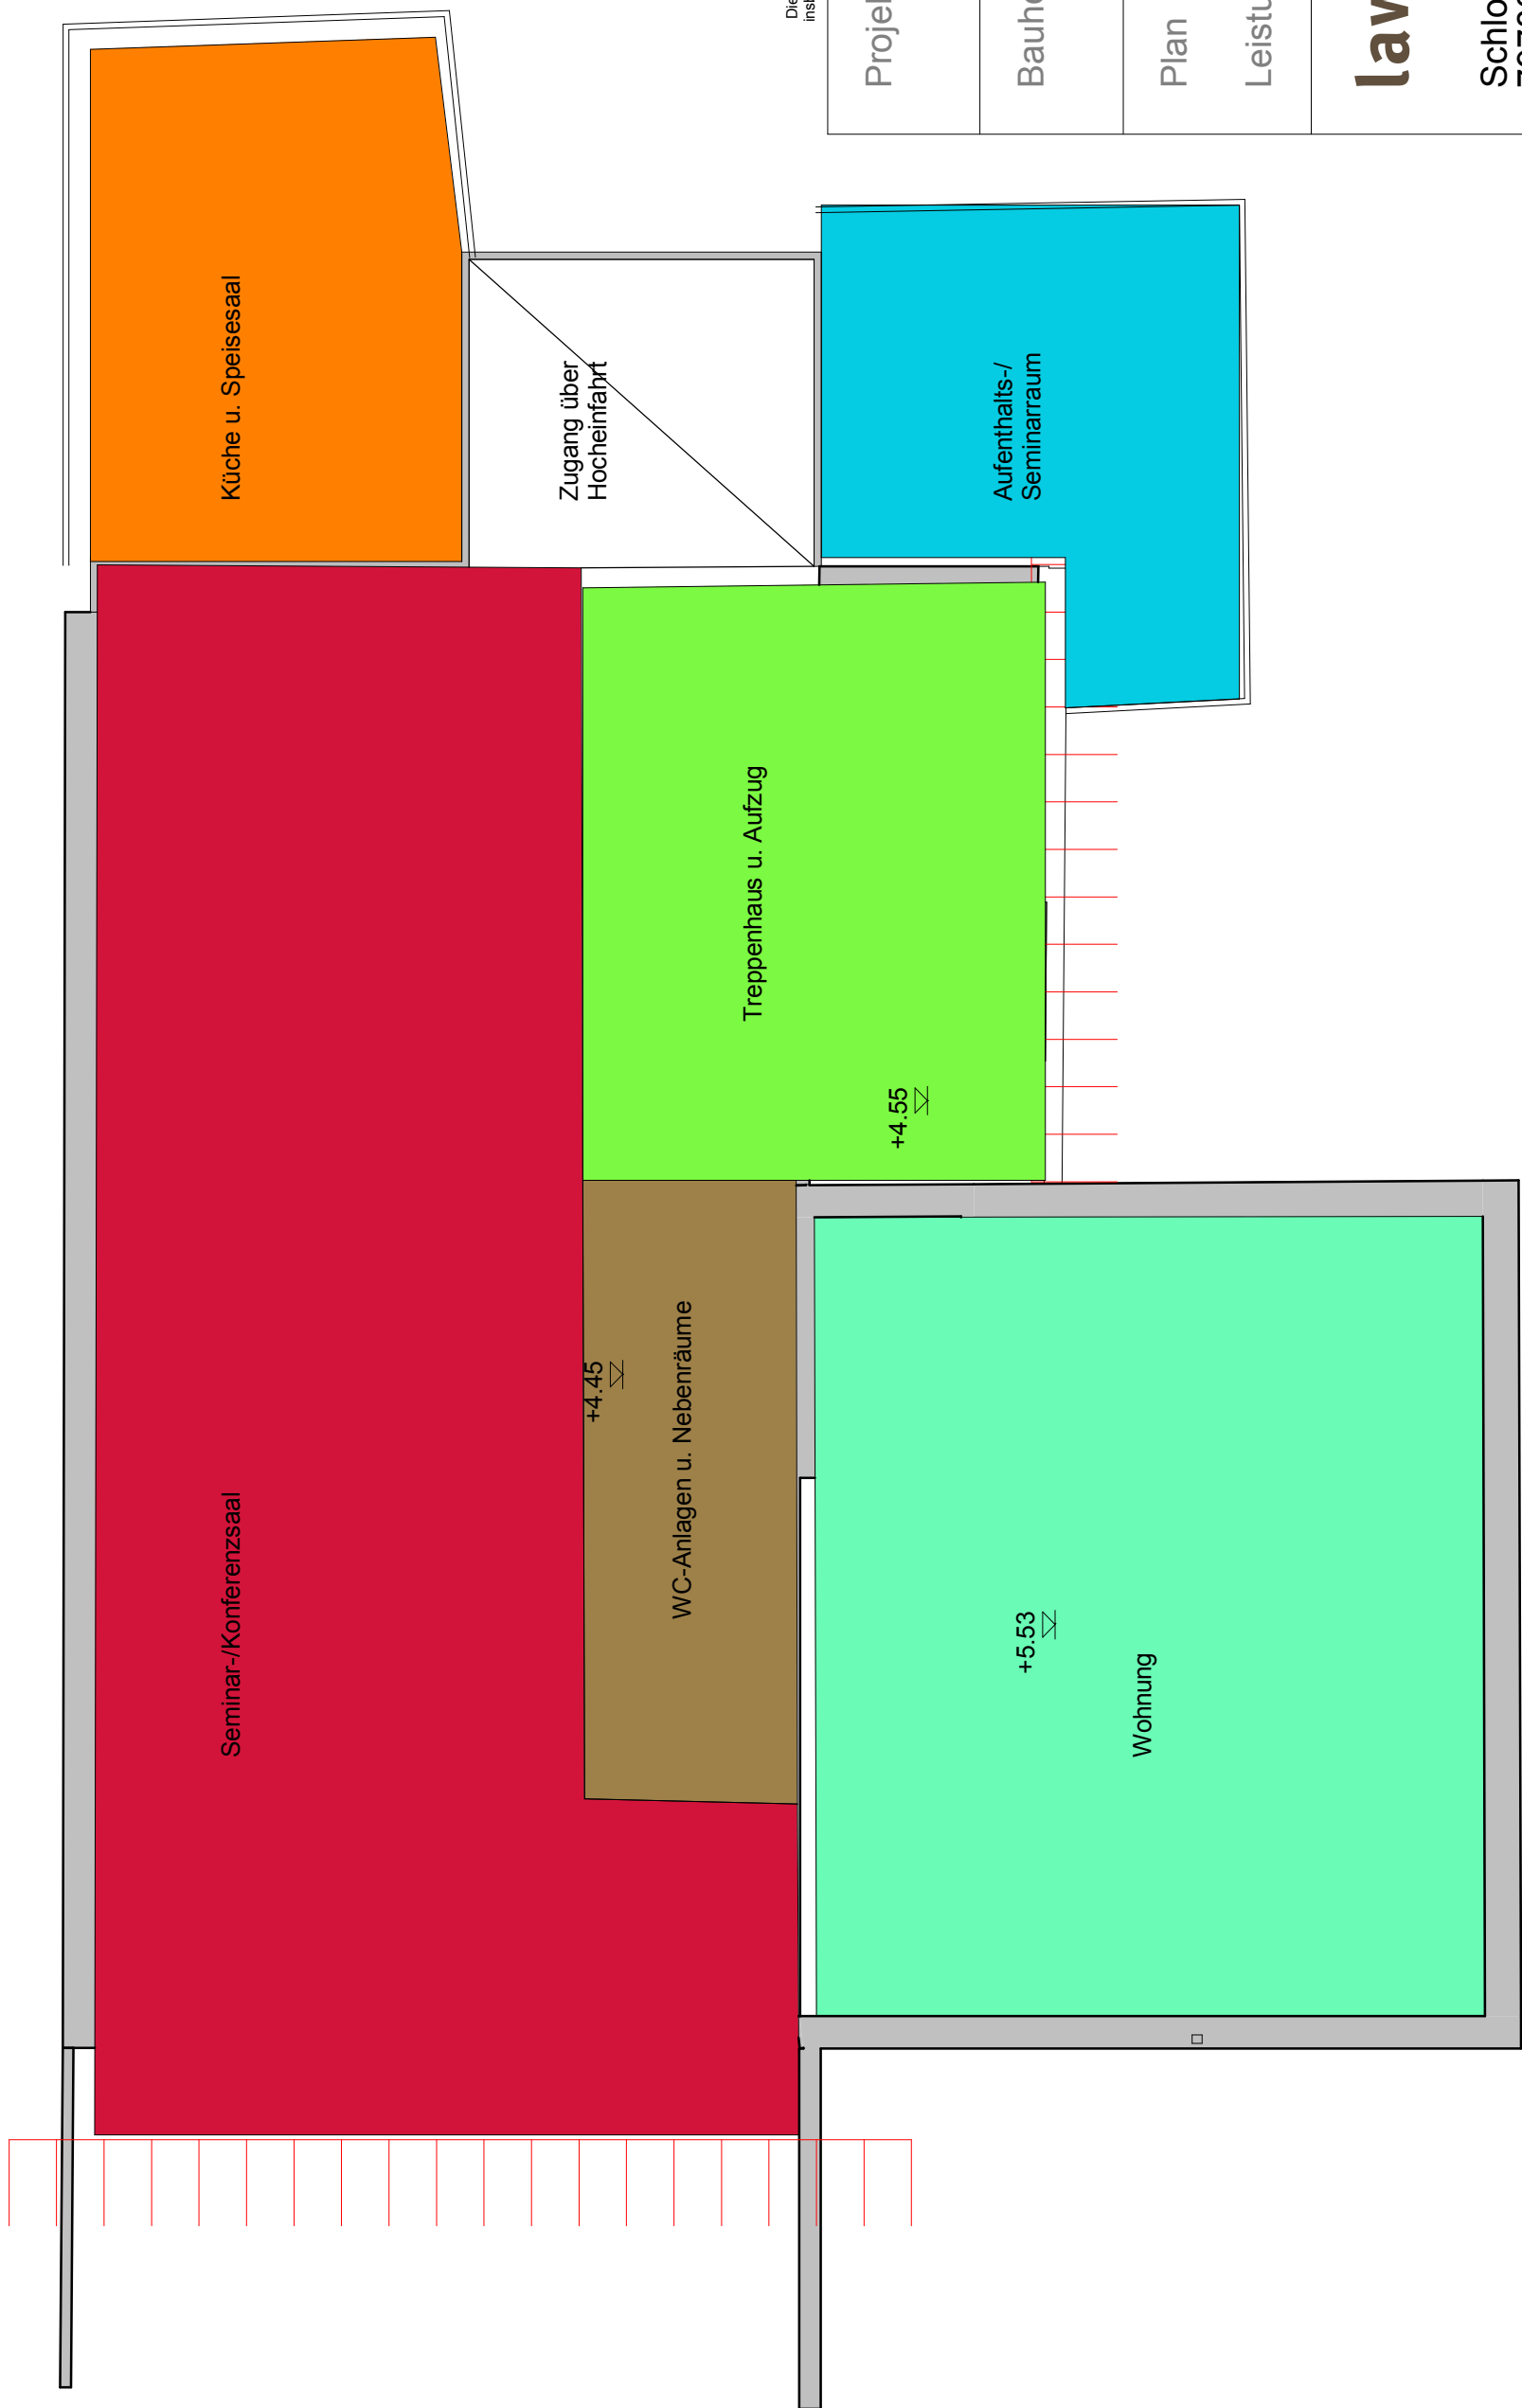 Küche u. Speisesaal
Zugang über
Hocheinfahrt
Aufenthalts-/
Seminarraum
Treppenhaus u. Aufzug
+4.55
Seminar-/Konferenzsaal
+4.45
WC-Anlagen u. Nebenräume
+5.53
Wohnung
Plan